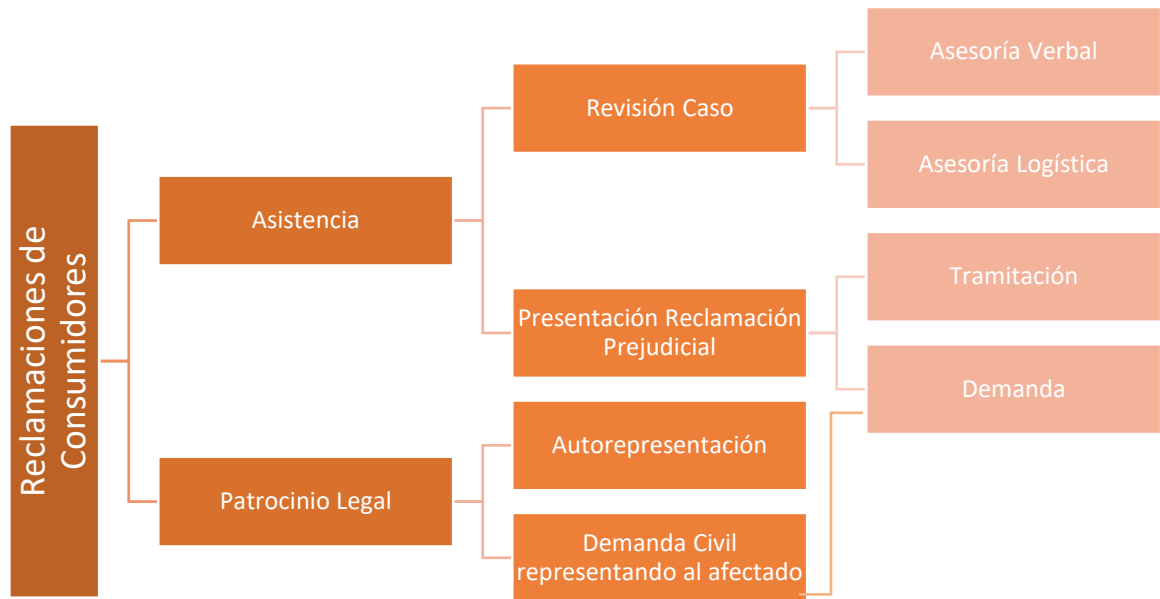 Reclamaciones de
Consumidores
Asistencia
Patrocinio Legal
Revisión Caso
Presentación Reclamación
Prejudicial
Autorepresentación
Demanda Civil
representando al afectado
Asesoría Verbal
Asesoría Logística
Tramitación
Demanda